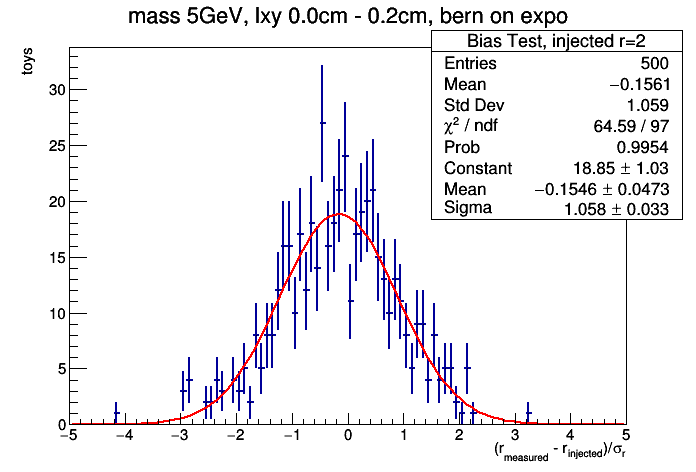 mass 5GeV, lxy 0.0cm - 0.2cm, bern on expo
Bias Test, injected r=2
Entries 500
Mean −0.1561
Std Dev 1.059
χ² / ndf 64.59 / 97
Prob 0.9954
Constant 18.85 ± 1.03
Mean −0.1546 ± 0.0473
Sigma 1.058 ± 0.033
toys
30
25
20
15
10
5
0
−5 −4 −3 −2 −1 0 1 2 3 4 5
(r_measured - r_injected)/σ_r